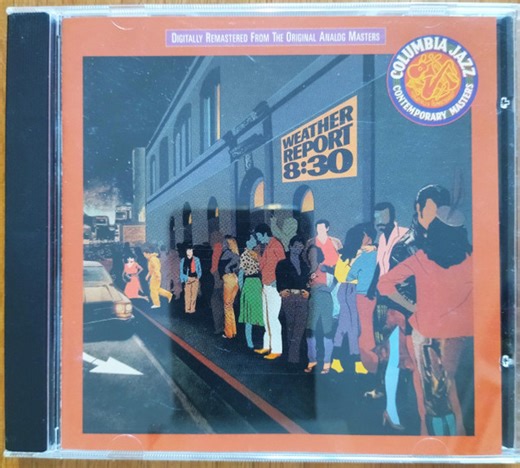 DIGITALLY REMASTERED FROM THE ORIGINAL ANALOG MASTERS
COLUMBIA JAZZ
CONTEMPORARY MASTERS
WEATHER
REPORT
8:30